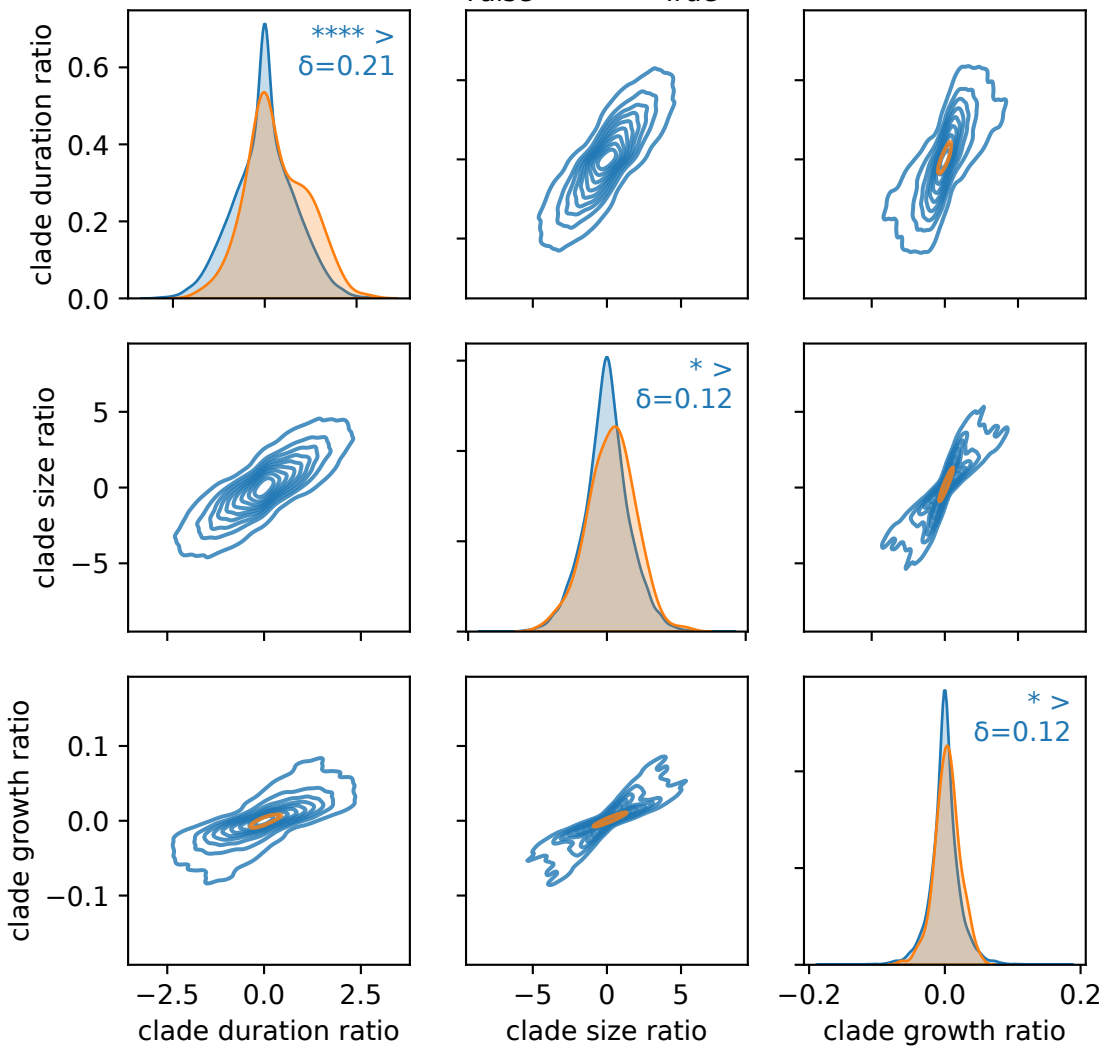 **** >
δ=0.21
clade duration ratio
0.6
0.4
0.2
0.0
* >
δ=0.12
clade size ratio
5
0
−5
* >
δ=0.12
clade growth ratio
0.1
0.0
−0.1
−2.5 0.0 2.5
−5 0 5
−0.2 0.0 0.2
clade duration ratio
clade size ratio
clade growth ratio